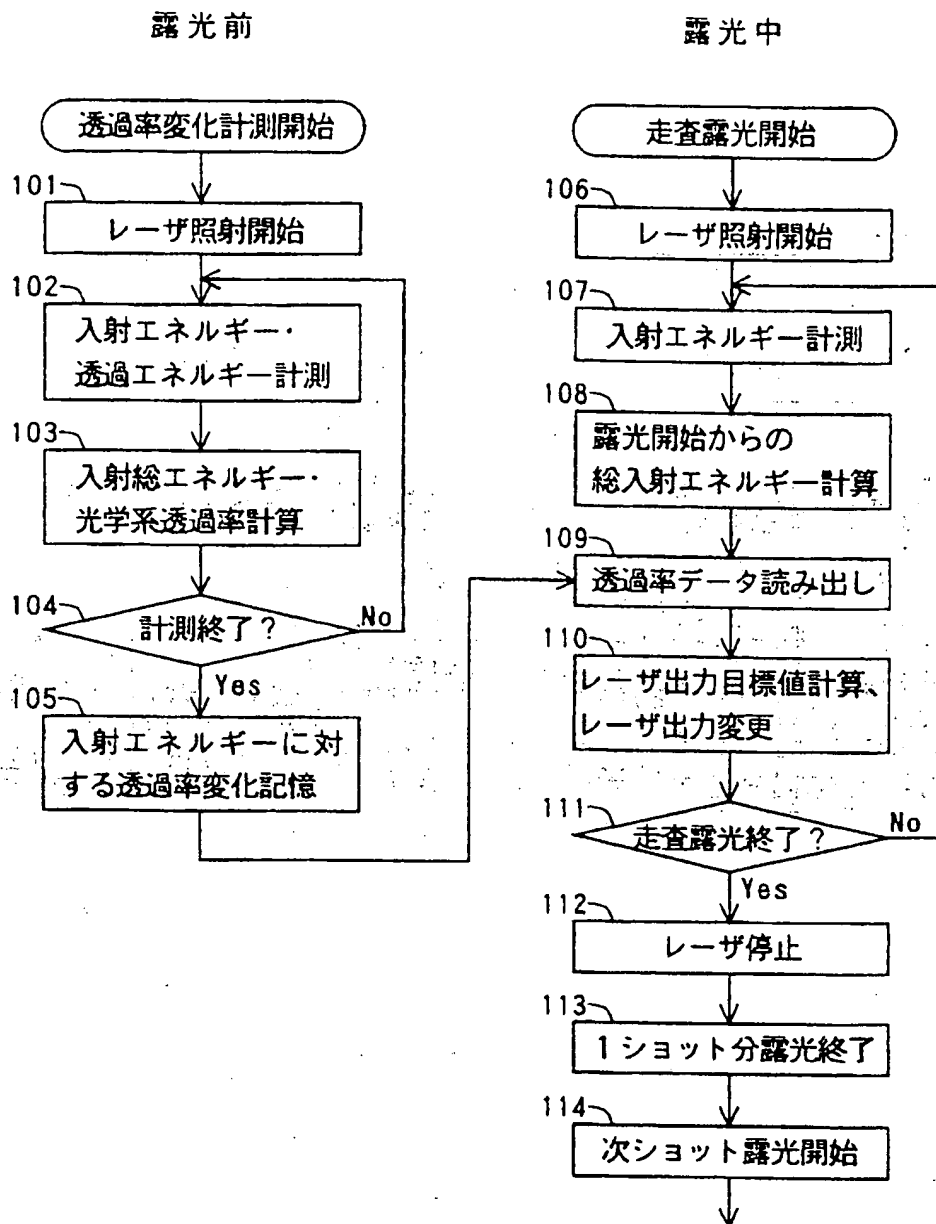 露光前
透過率変化計測開始
101
レーザ照射開始
102
入射エネルギー・
透過エネルギー計測
103
入射総エネルギー・
光学系透過率計算
104
計測終了?
No
Yes
105
入射エネルギーに対
する透過率変化記憶
露光中
走査露光開始
106
レーザ照射開始
107
入射エネルギー計測
108
露光開始からの
総入射エネルギー計算
109
透過率データ読み出し
110
レーザ出力目標値計算、
レーザ出力変更
111
走査露光終了?
No
Yes
112
レーザ停止
113
1ショット分露光終了
114
次ショット露光開始